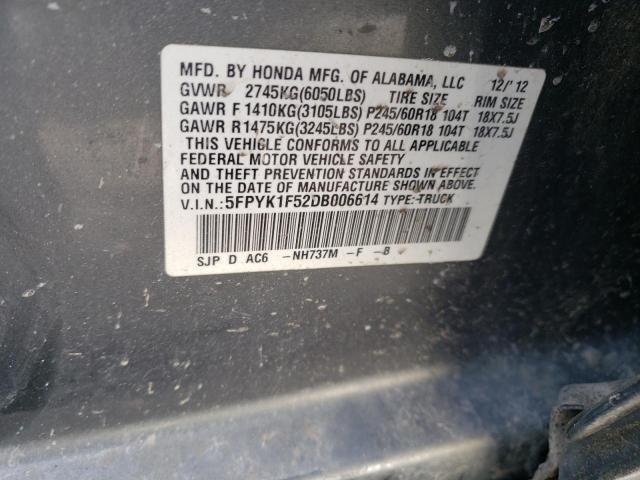 MFD. BY HONDA MFG. OF ALABAMA, LLC 12/'12
GVWR 2745KG(6050LBS) TIRE SIZE RIM SIZE
GAWR F 1410KG(3105LBS) P245/60R18 104T 18X7.5J
GAWR R1475KG(3245LBS) P245/60R18 104T 18X7.5J
THIS VEHICLE CONFORMS TO ALL APPLICABLE
FEDERAL MOTOR VEHICLE SAFETY
AND THEFT PREVENTION STANDARDS IN EFFECT
ON THE DATE OF MANUFACTURE SHOWN ABOVE.
V.I.N.:5FPYK1F52DB006614 TYPE:TRUCK
SJP D AC6 -NH737M -F -B